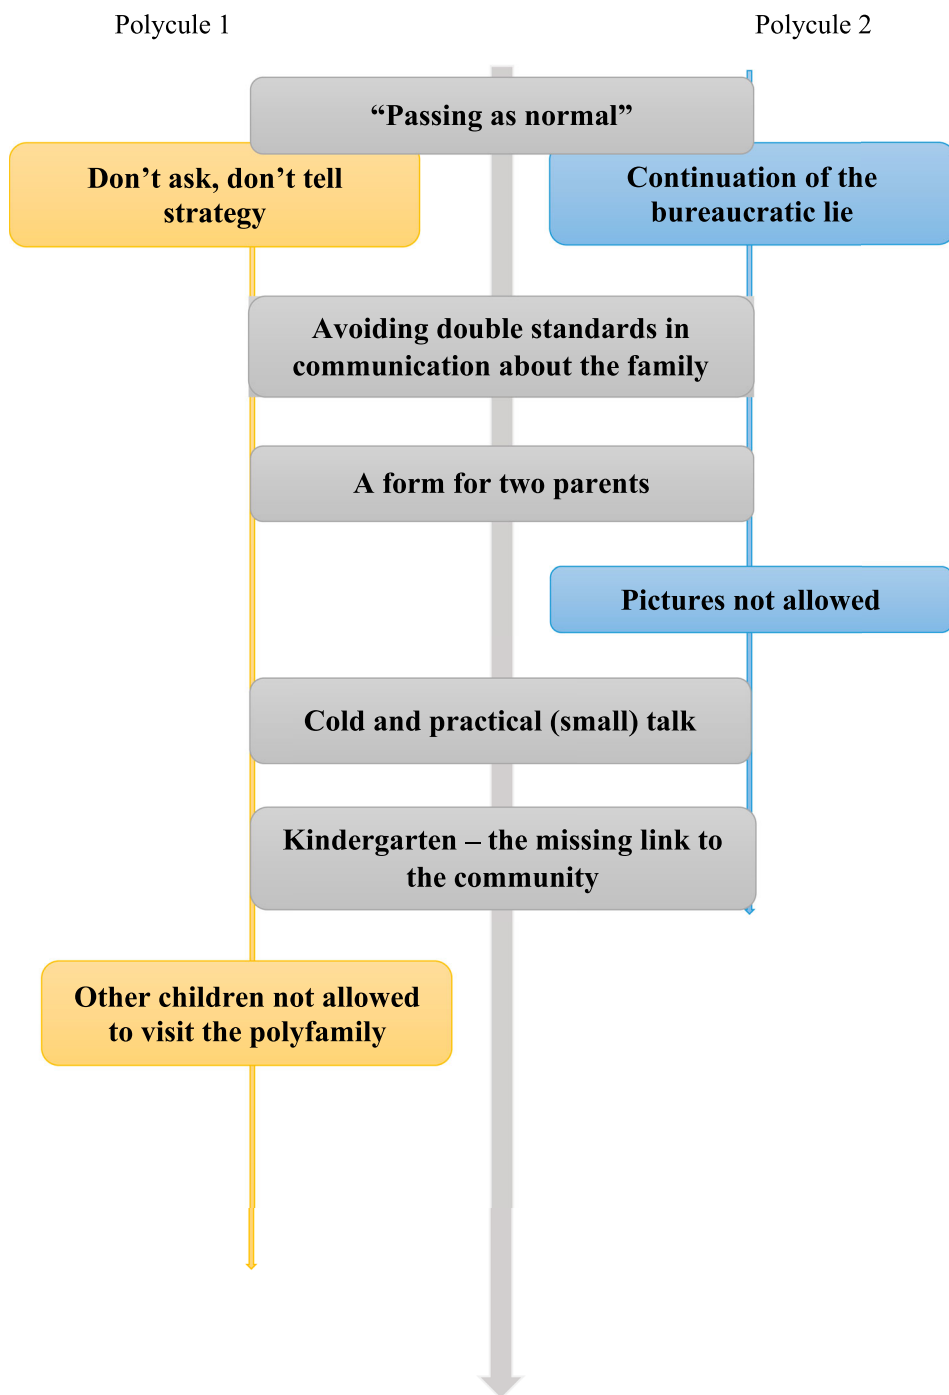 Polycule 1
Polycule 2
“Passing as normal”
Don’t ask, don’t tell
strategy
Continuation of the
bureaucratic lie
Avoiding double standards in
communication about the family
A form for two parents
Pictures not allowed
Cold and practical (small) talk
Kindergarten – the missing link to
the community
Other children not allowed
to visit the polyfamily